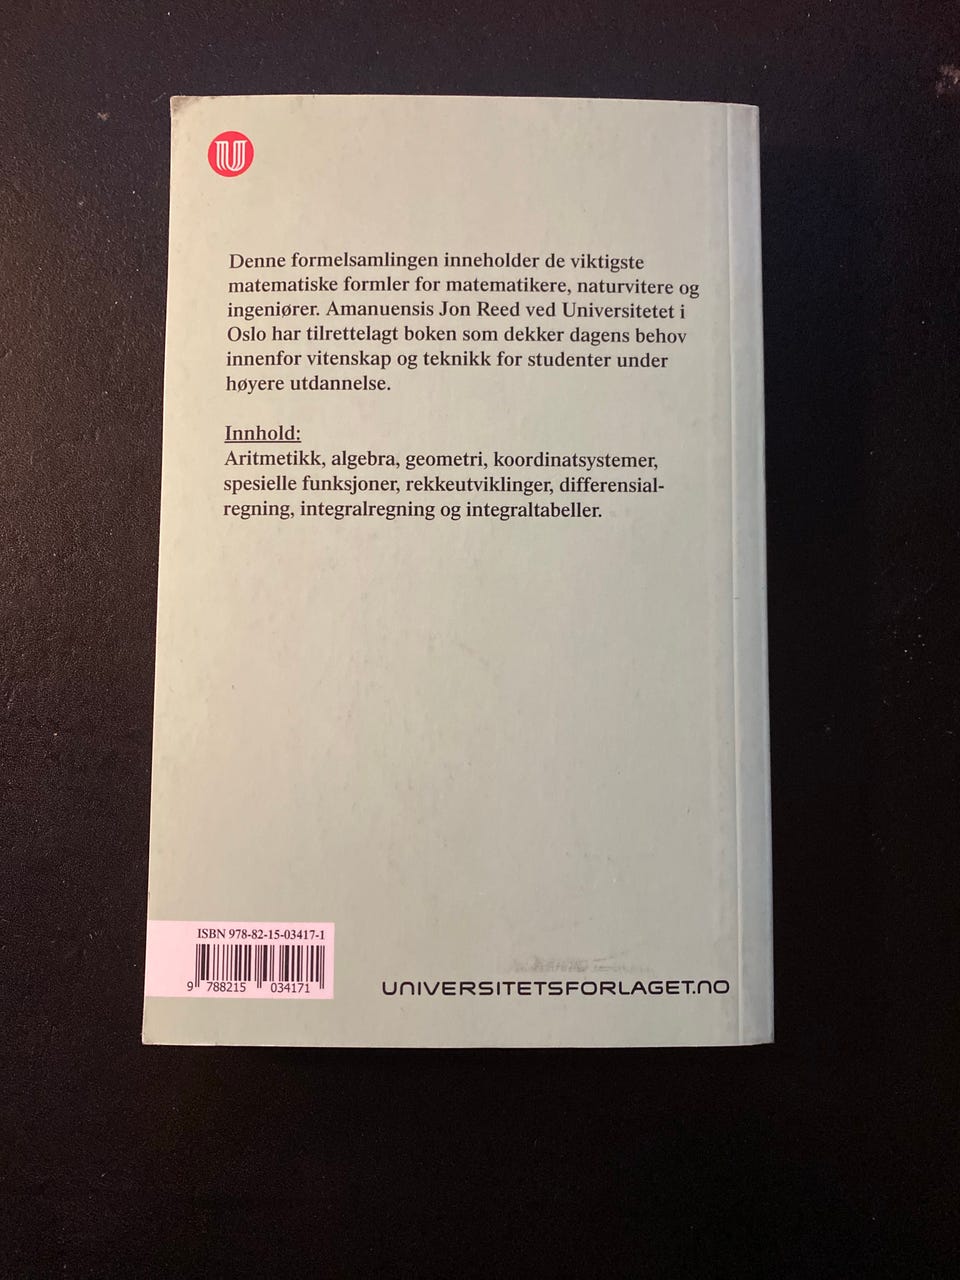 U
Denne formelsamlingen inneholder de viktigste
matematiske formler for matematikere, naturvitere og
ingeniører. Amanuensis Jon Reed ved Universitetet i
Oslo har tilrettelagt boken som dekker dagens behov
innenfor vitenskap og teknikk for studenter under
høyere utdannelse.
Innhold:
Aritmetikk, algebra, geometri, koordinatsystemer,
spesielle funksjoner, rekkeutviklinger, differensial-
regning, integralregning og integraltabeller.
ISBN 978-82-15-03417-1
9 788215 034171
UNIVERSITETSFORLAGET.NO